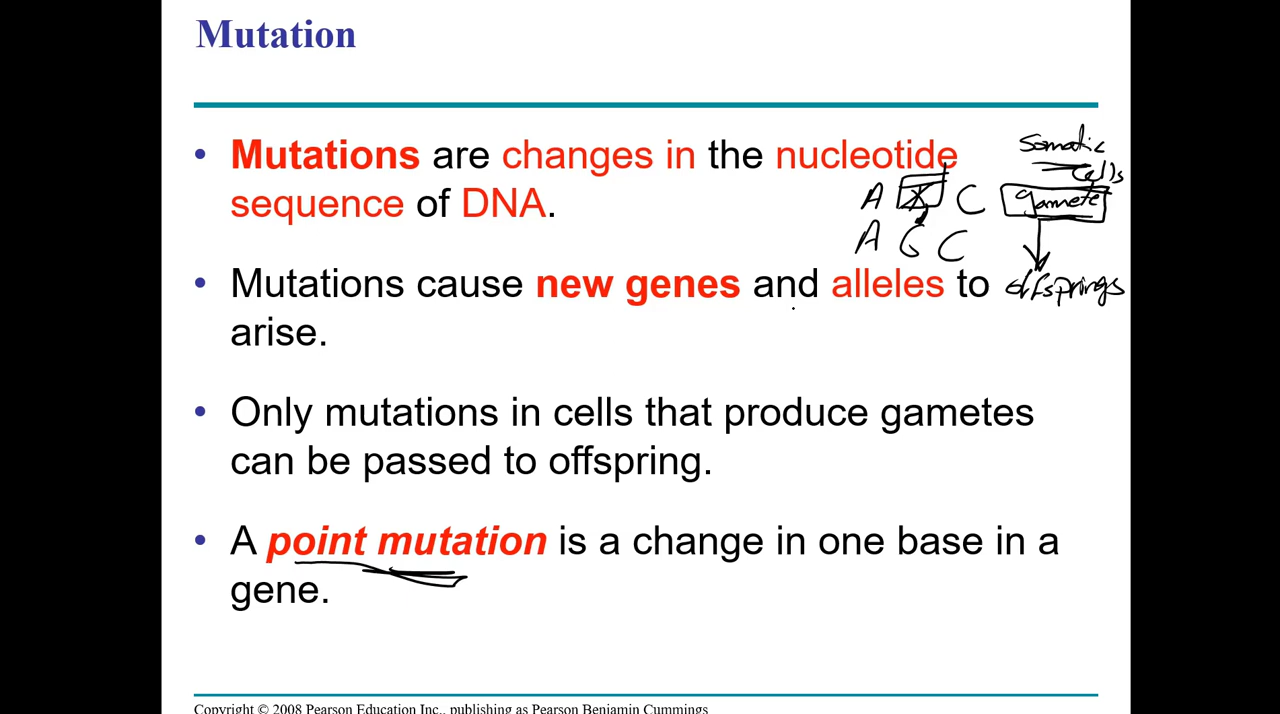 Mutation
• Mutations are changes in the nucleotide
sequence of DNA.
Somatic
cells
A C
gamete
A G C
offsprings
• Mutations cause new genes and alleles to
arise.
• Only mutations in cells that produce gametes
can be passed to offspring.
• A point mutation is a change in one base in a
gene.
Copyright © 2008 Pearson Education Inc., publishing as Pearson Benjamin Cummings